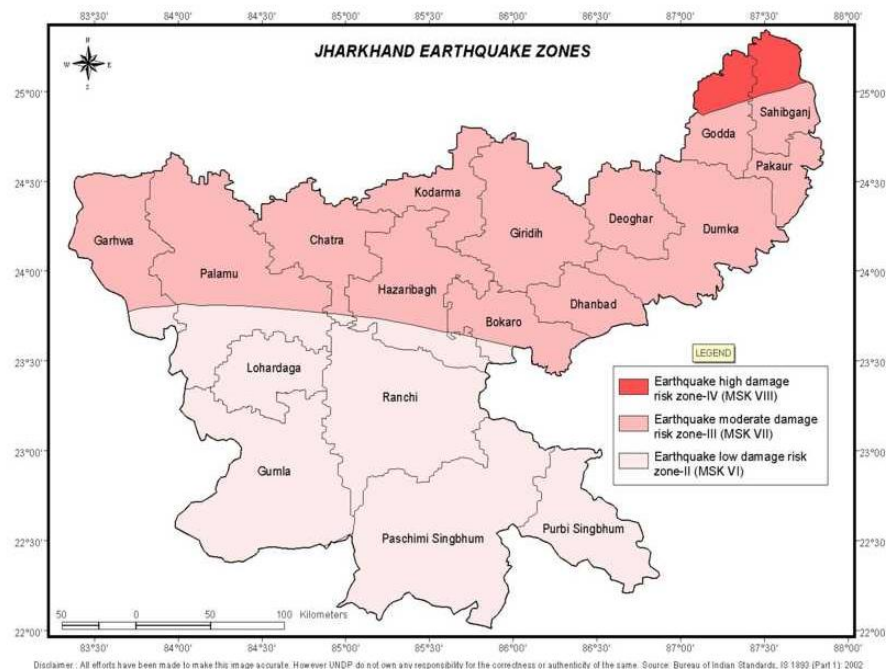 83°30' 84°00' 84°30' 85°00' 85°30' 86°00' 86°30' 87°00' 87°30' 88°00'
JHARKHAND EARTHQUAKE ZONES
N
W E
S
25°00' 25°00'
Sahibganj
Godda
Pakaur
24°30' 24°30'
Kodarma
Deoghar
Giridih
Dumka
Garhwa
Chatra
24°00' 24°00'
Palamu
Hazaribagh
Dhanbad
Bokaro
23°30' 23°30'
LEGEND
Lohardaga
Ranchi
Earthquake high damage
risk zone-IV (MSK VIII)
Earthquake moderate damage
risk zone-III (MSK VII)
Earthquake low damage risk
zone-II (MSK VI)
23°00' 23°00'
Gumla
22°30' 22°30'
Paschimi Singbhum
Purbi Singbhum
50 0 50 100 Kilometers
22°00' 22°00'
83°30' 84°00' 84°30' 85°00' 85°30' 86°00' 86°30' 87°00' 87°30' 88°00'
Disclaimer : All efforts have been made to make this image accurate. However UNDP do not own any responsibility for the correctness or authenticity of the same. Source: Bureau of Indian Standards, IS 1893 (Part 1): 2002